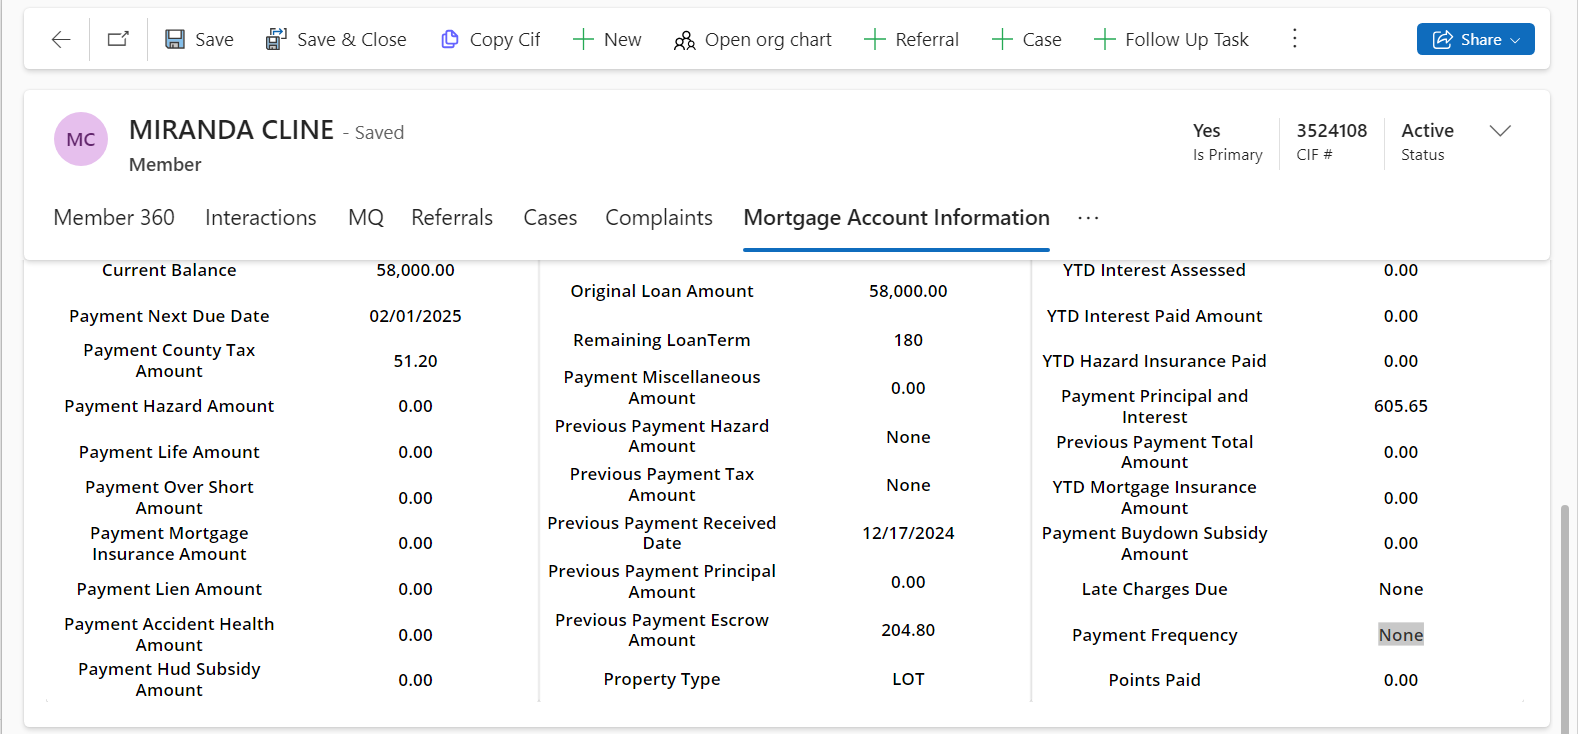 Save
Save & Close
Copy Cif
New
Open org chart
Referral
Case
Follow Up Task
Share
MC
MIRANDA CLINE - Saved
Member
Yes
Is Primary
3524108
CIF #
Active
Status
Member 360
Interactions
MQ
Referrals
Cases
Complaints
Mortgage Account Information
Current Balance 58,000.00
Payment Next Due Date 02/01/2025
Payment County Tax
Amount 51.20
Payment Hazard Amount 0.00
Payment Life Amount 0.00
Payment Over Short
Amount 0.00
Payment Mortgage
Insurance Amount 0.00
Payment Lien Amount 0.00
Payment Accident Health
Amount 0.00
Payment Hud Subsidy
Amount 0.00
Original Loan Amount 58,000.00
Remaining LoanTerm 180
Payment Miscellaneous
Amount 0.00
Previous Payment Hazard
Amount None
Previous Payment Tax
Amount None
Previous Payment Received
Date 12/17/2024
Previous Payment Principal
Amount 0.00
Previous Payment Escrow
Amount 204.80
Property Type LOT
YTD Interest Assessed 0.00
YTD Interest Paid Amount 0.00
YTD Hazard Insurance Paid 0.00
Payment Principal and
Interest 605.65
Previous Payment Total
Amount 0.00
YTD Mortgage Insurance
Amount 0.00
Payment Buydown Subsidy
Amount 0.00
Late Charges Due None
Payment Frequency None
Points Paid 0.00